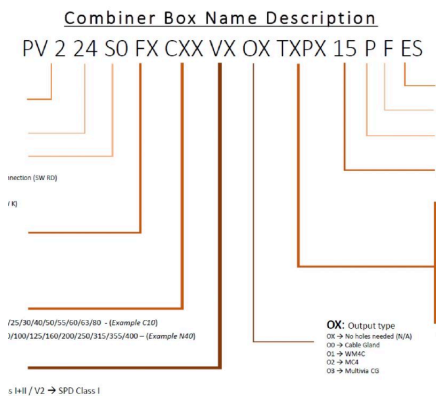 Combiner Box Name Description
PV 2 24 S0 FX CXX VX OX TXPX 15 P F ES
nnection (SW RD)
/ K)
/25/30/40/50/55/60/63/80 - (Example C10)
)/100/125/160/200/250/315/355/400 – (Example N40)
s I+II / V2 → SPD Class I
OX: Output type
OX → No holes needed (N/A)
O0 → Cable Gland
O1 → WM4C
O2 → MC4
O3 → Multivia CG